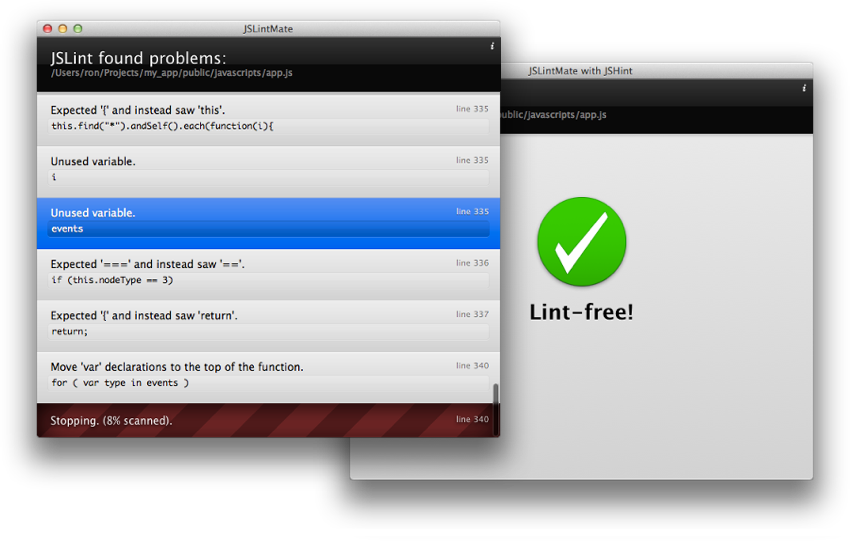 JSLintMate
JSLint found problems:
/Users/ron/Projects/my_app/public/javascripts/app.js
i
Expected '{' and instead saw 'this'. line 335
this.find("*").andSelf().each(function(i){
Unused variable. line 335
i
Unused variable. line 335
events
Expected '===' and instead saw '=='. line 336
if (this.nodeType == 3)
Expected '{' and instead saw 'return'. line 337
return;
Move 'var' declarations to the top of the function. line 340
for ( var type in events )
Stopping. (8% scanned). line 340
JSLintMate with JSHint
i
public/javascripts/app.js
Lint-free!